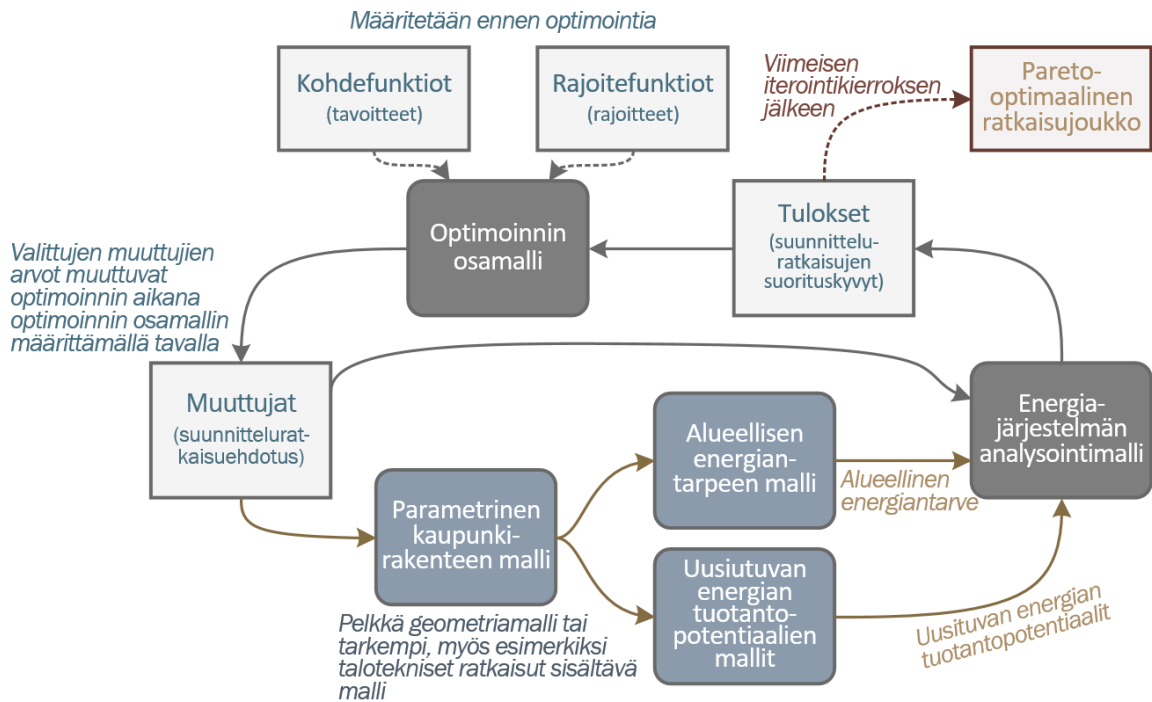 Määritetään ennen optimointia
Kohdefunktiot
(tavoitteet)
Rajoitefunktiot
(rajoitteet)
Viimeisen
iterointikierroksen
jälkeen
Pareto-
optimaalinen
ratkaisujoukko
Optimoinnin
osamalli
Tulokset
(suunnittelu-
ratkaisujen
suorituskyvyt)
Valittujen muuttujien
arvot muuttuvat
optimoinnin aikana
optimoinnin osamallin
määrittämällä tavalla
Muuttujat
(suunnittelurat-
kaisuehdotus)
Alueellisen
energian-
tarpeen malli
Energia-
järjestelmän
analysointimalli
Alueellinen
energiantarve
Parametrinen
kaupunki-
rakenteen malli
Uusiutuvan
energian
tuotanto-
potentiaalien
mallit
Uusituvan energian
tuotantopotentiaalit
Pelkkä geometriamalli tai
tarkempi, myös esimerkiksi
talotekniset ratkaisut sisältävä
malli